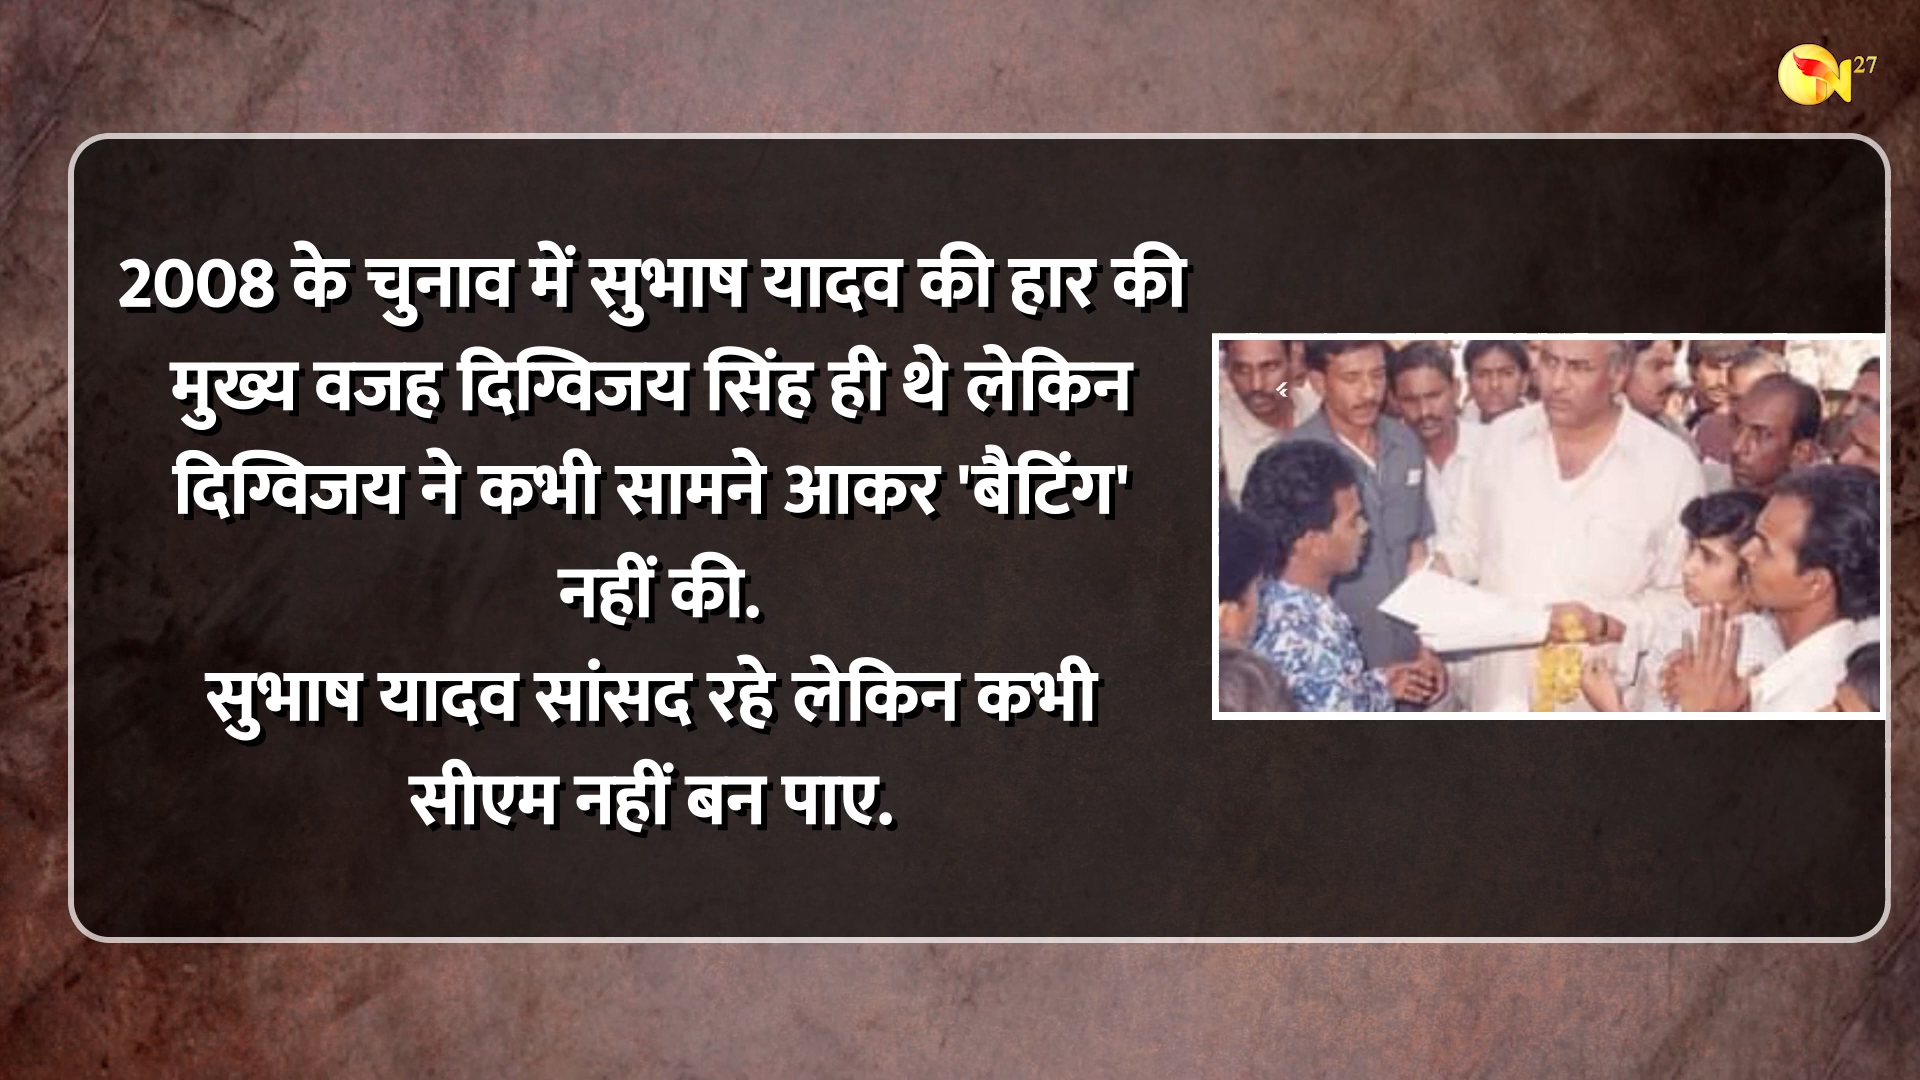 27
2008 के चुनाव में सुभाष यादव की हार की
मुख्य वजह दिग्विजय सिंह ही थे लेकिन
दिग्विजय ने कभी सामने आकर 'बैटिंग'
नहीं की.
सुभाष यादव सांसद रहे लेकिन कभी
सीएम नहीं बन पाए.